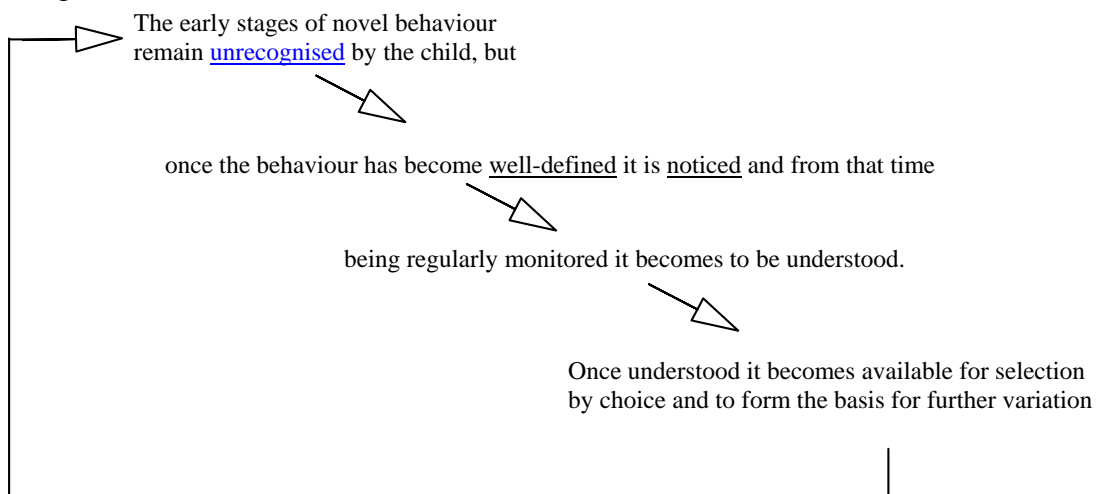 The early stages of novel behaviour
remain unrecognised by the child, but
once the behaviour has become well-defined it is noticed and from that time
being regularly monitored it becomes to be understood.
Once understood it becomes available for selection
by choice and to form the basis for further variation